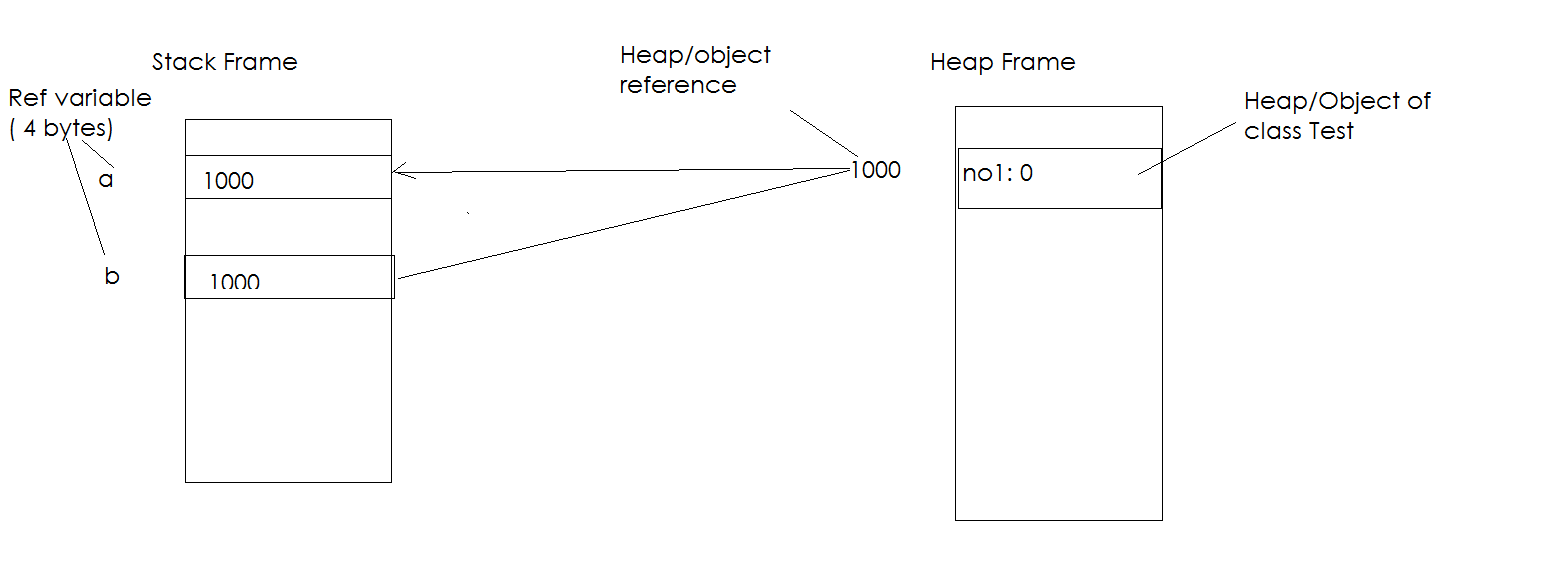 Stack Frame
Heap/object
reference
Heap Frame
Ref variable
( 4 bytes)
Heap/Object of
class Test
a
1000
1000
no1: 0
b
1000